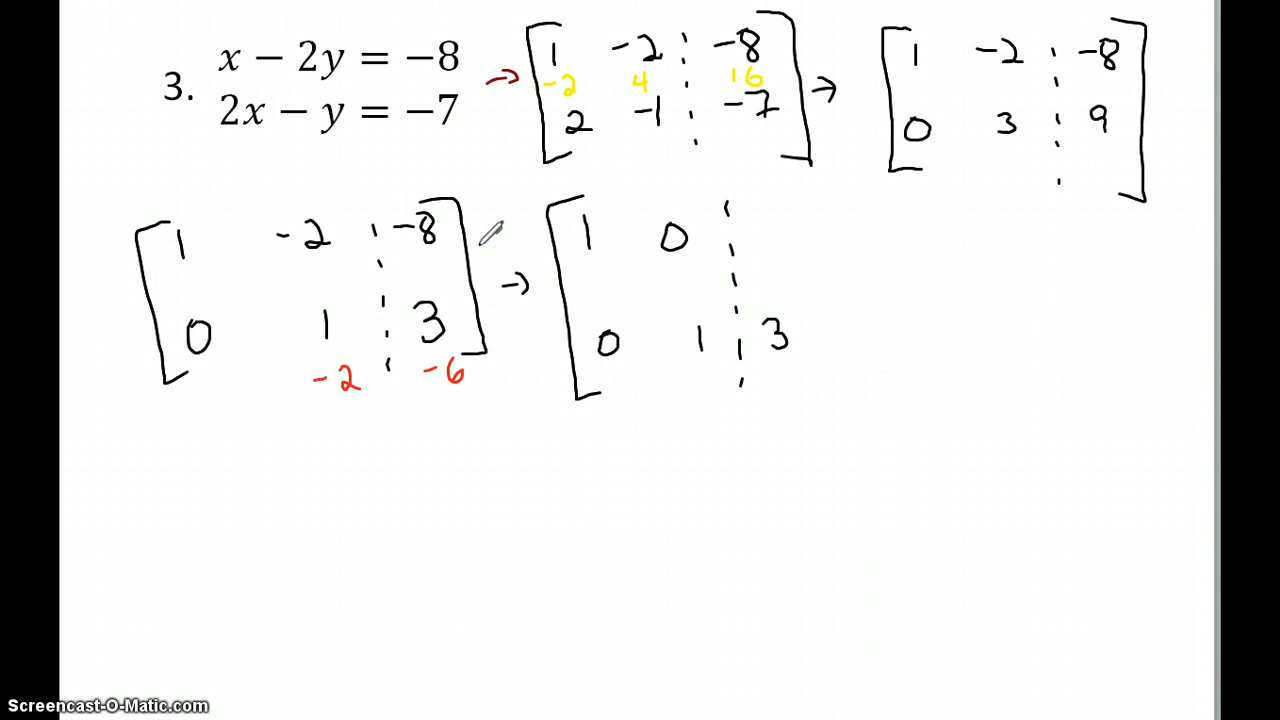 3. x − 2y = −8
2x − y = −7
→ [ 1 -2 ⋮ -8 ] → [ 1 -2 ⋮ -8 ]
-2 4 16
[ 2 -1 ⋮ -7 ] [ 0 3 ⋮ 9 ]
[ 1 -2 ⋮ -8 ] → [ 1 0 ⋮
[ 0 1 ⋮ 3 ] [ 0 1 ⋮ 3
-2 -6
Screencast-O-Matic.com